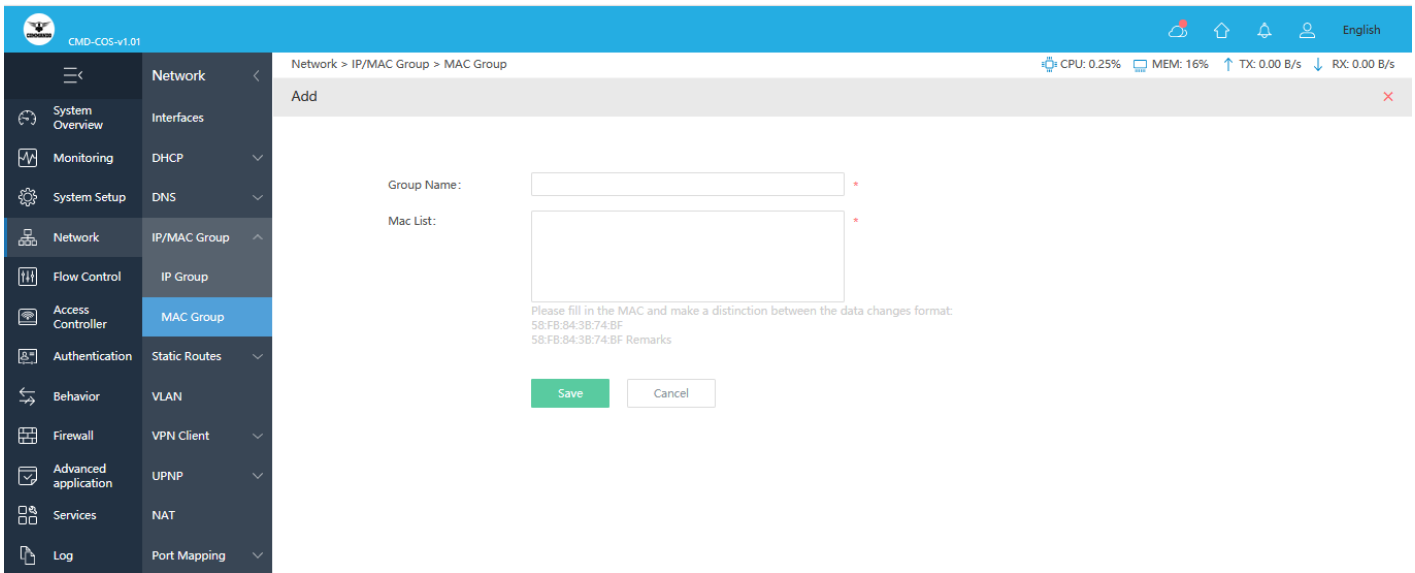 COMMANDO
CMD-COS-v1.01
English
Network
Network > IP/MAC Group > MAC Group
CPU: 0.25% MEM: 16% TX: 0.00 B/s RX: 0.00 B/s
Add
System
Overview
Monitoring
System Setup
Network
Flow Control
Access
Controller
Authentication
Behavior
Firewall
Advanced
application
Services
Log
Interfaces
DHCP
DNS
IP/MAC Group
IP Group
MAC Group
Static Routes
VLAN
VPN Client
UPNP
NAT
Port Mapping
Group Name: *
Mac List: *
Please fill in the MAC and make a distinction between the data changes format:
58:FB:84:3B:74:BF
58:FB:84:3B:74:BF Remarks
Save Cancel